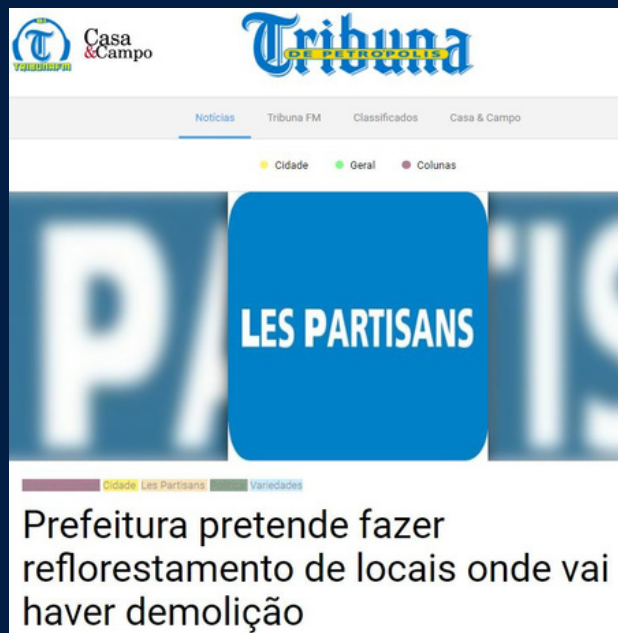 TRIBUNAFM
Casa
&Campo
Tribuna
DE PETROPOLIS
Notícias Tribuna FM Classificados Casa & Campo
Cidade Geral Colunas
LES PARTISANS
Cidade Les Partisans Variedades
Prefeitura pretende fazer
reflorestamento de locais onde vai
haver demolição